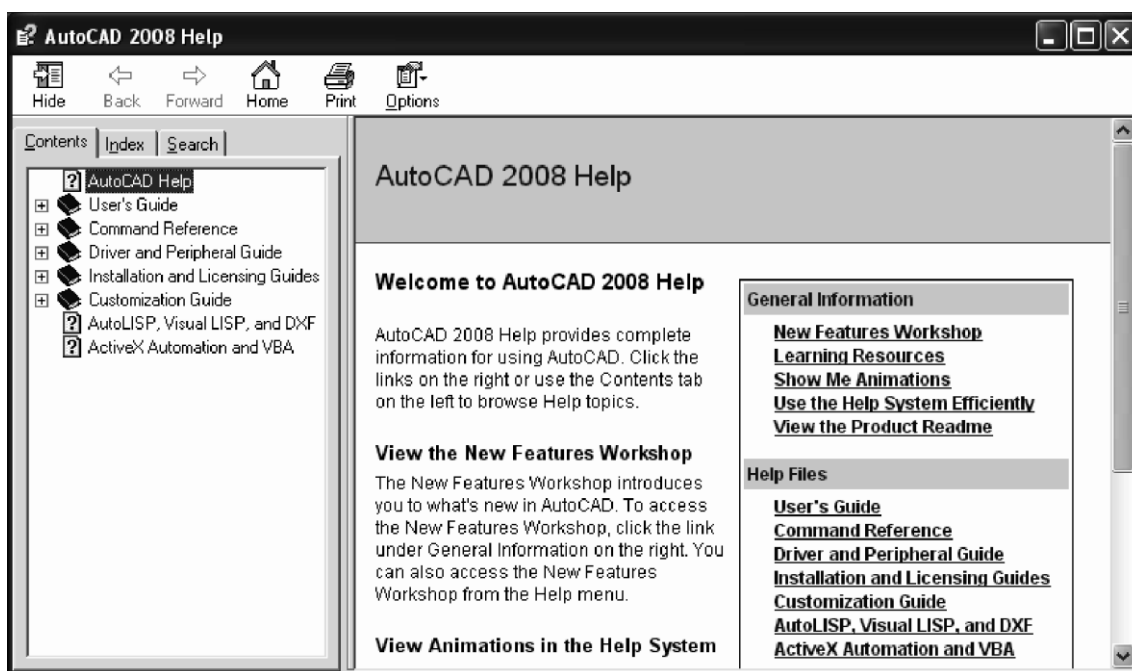 AutoCAD 2008 Help
Hide Back Forward Home Print Options
Contents Index Search
AutoCAD Help
User's Guide
Command Reference
Driver and Peripheral Guide
Installation and Licensing Guides
Customization Guide
AutoLISP, Visual LISP, and DXF
ActiveX Automation and VBA
AutoCAD 2008 Help
Welcome to AutoCAD 2008 Help
AutoCAD 2008 Help provides complete
information for using AutoCAD. Click the
links on the right or use the Contents tab
on the left to browse Help topics.
View the New Features Workshop
The New Features Workshop introduces
you to what's new in AutoCAD. To access
the New Features Workshop, click the link
under General Information on the right. You
can also access the New Features
Workshop from the Help menu.
View Animations in the Help System
General Information
New Features Workshop
Learning Resources
Show Me Animations
Use the Help System Efficiently
View the Product Readme
Help Files
User's Guide
Command Reference
Driver and Peripheral Guide
Installation and Licensing Guides
Customization Guide
AutoLISP, Visual LISP, and DXF
ActiveX Automation and VBA